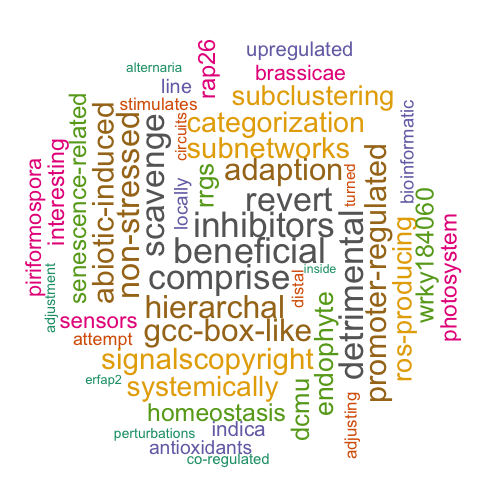 upregulated
alternaria
rap26
brassicae
line
subclustering
stimulates
circuits
categorization
senescence-related
abiotic-induced
non-stressed
scavenge
subnetworks
bioinformatic
interesting
rrgs
adaption
turned
piriformospora
locally
revert
promoter-regulated
inhibitors
detrimental
wrky184060
beneficial
ros-producing
photosystem
adjustment
comprise
inside
distal
hierarchal
sensors
gcc-box-like
endophyte
attempt
signalscopyright
erfap2
systemically
dcmu
adjusting
homeostasis
perturbations
indica
antioxidants
co-regulated